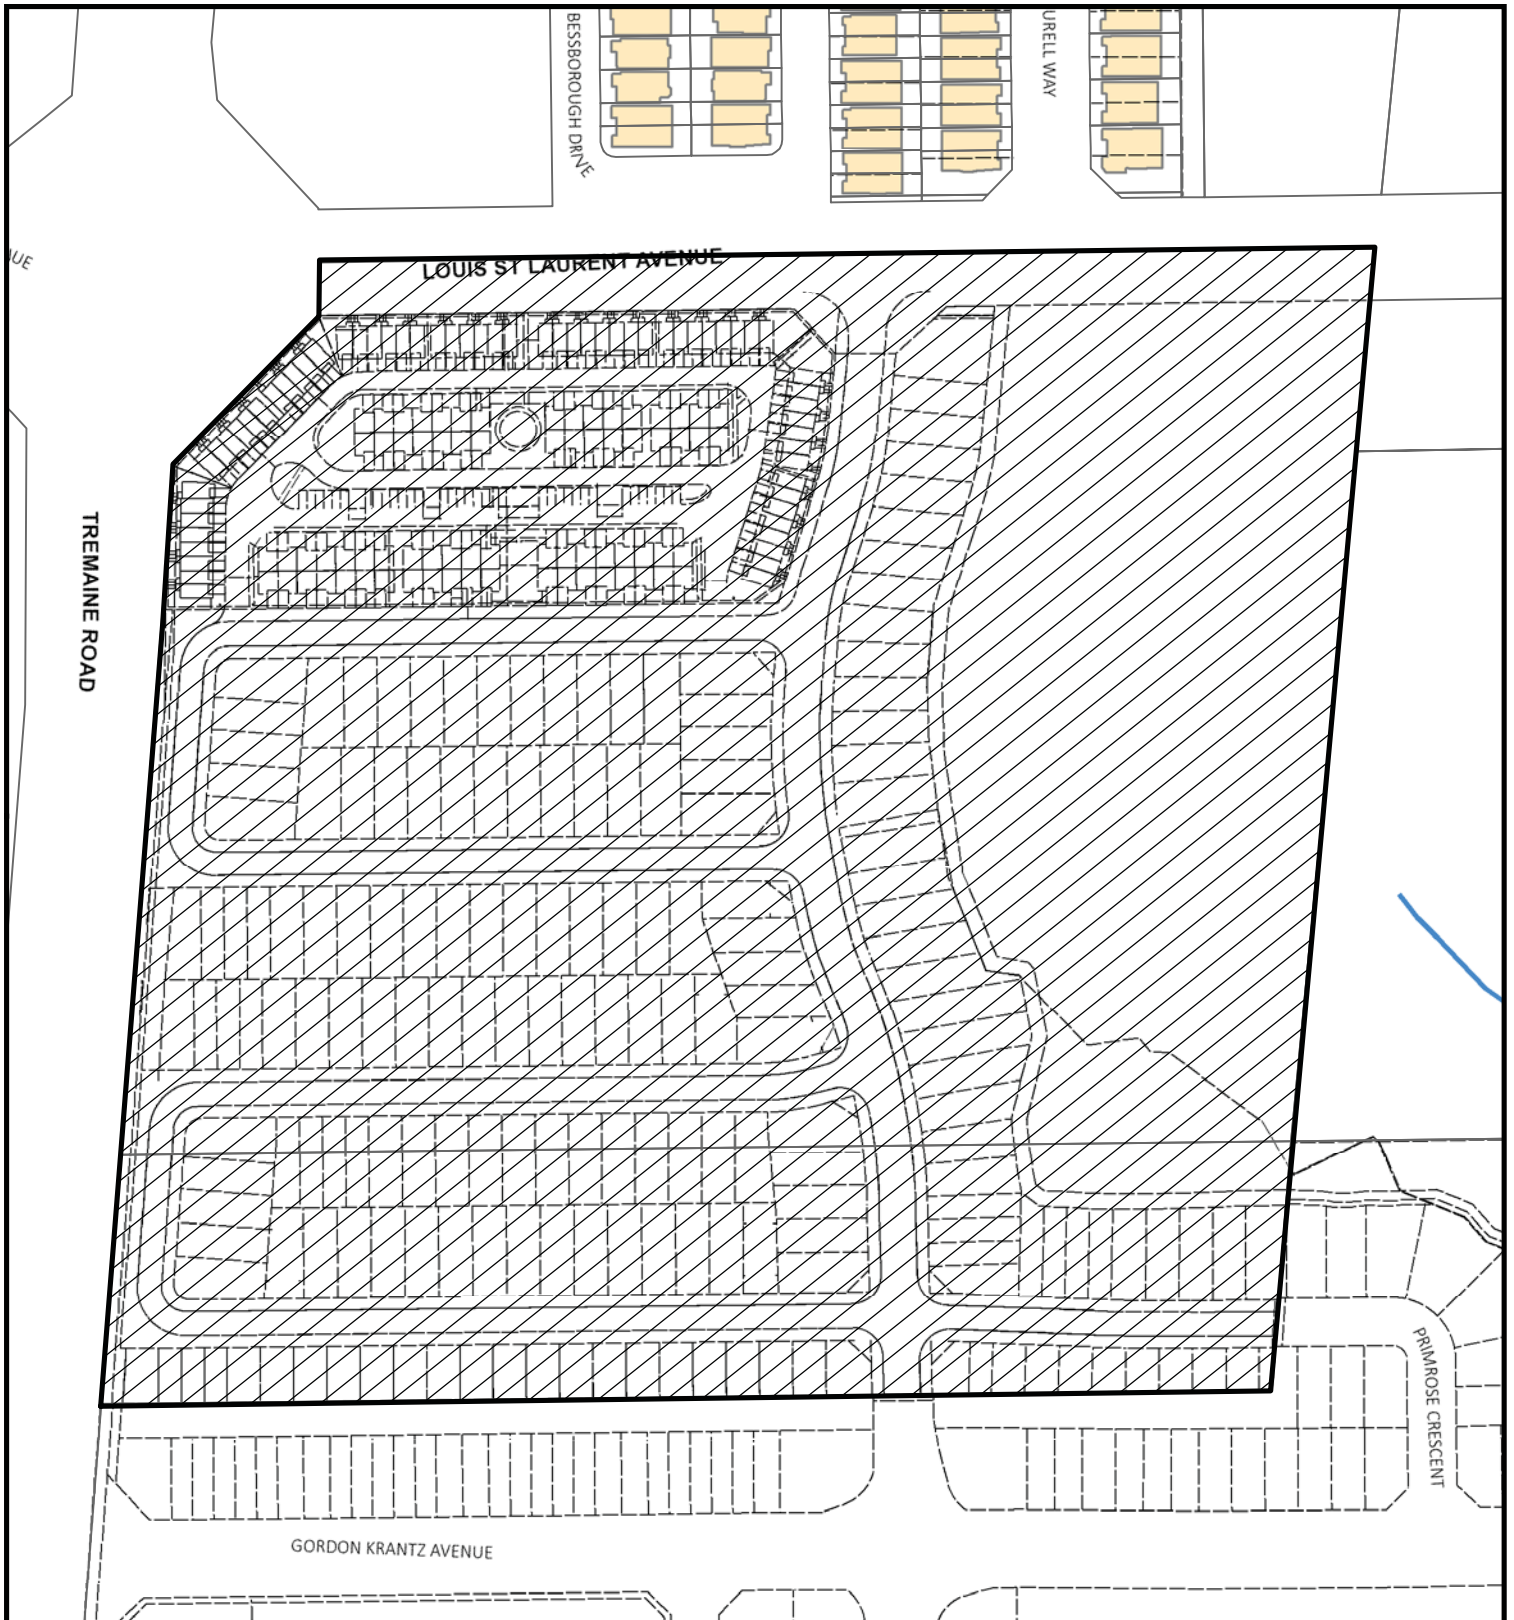 BESSBOROUGH DRIVE
URELL WAY
UE
LOUIS ST LAURENT AVENUE
TREMAINE ROAD
PRIMROSE CRESCENT
GORDON KRANTZ AVENUE